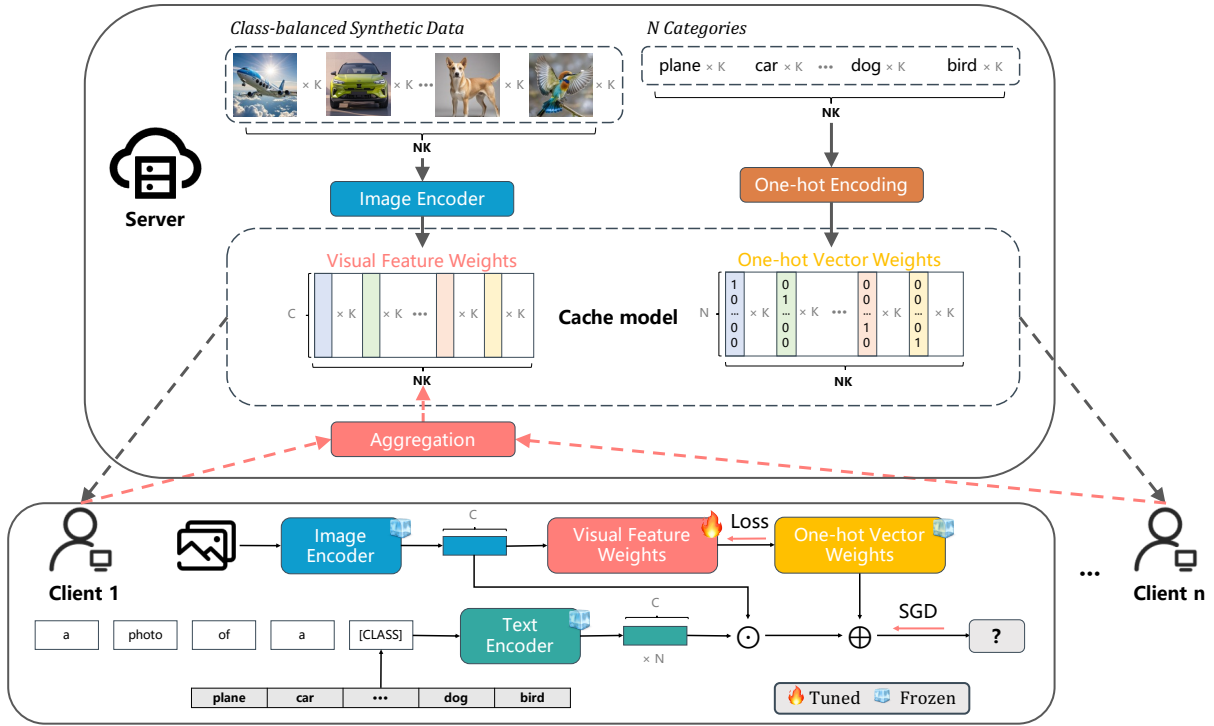 Class-balanced Synthetic Data
N Categories
× K × K ... × K × K
plane × K car × K ... dog × K bird × K
NK
NK
Server
Image Encoder
One-hot Encoding
Visual Feature Weights
One-hot Vector Weights
C
× K × K ... × K × K
Cache model
N
1
0
...
0
0
× K
0
1
...
0
0
× K
...
0
0
...
1
0
× K
0
0
...
0
1
× K
NK
NK
Aggregation
Client 1
Image
Encoder
C
Visual Feature
Weights
Loss
One-hot Vector
Weights
...
Client n
a photo of a [CLASS]
Text
Encoder
C
× N
SGD
?
plane car ... dog bird
Tuned Frozen